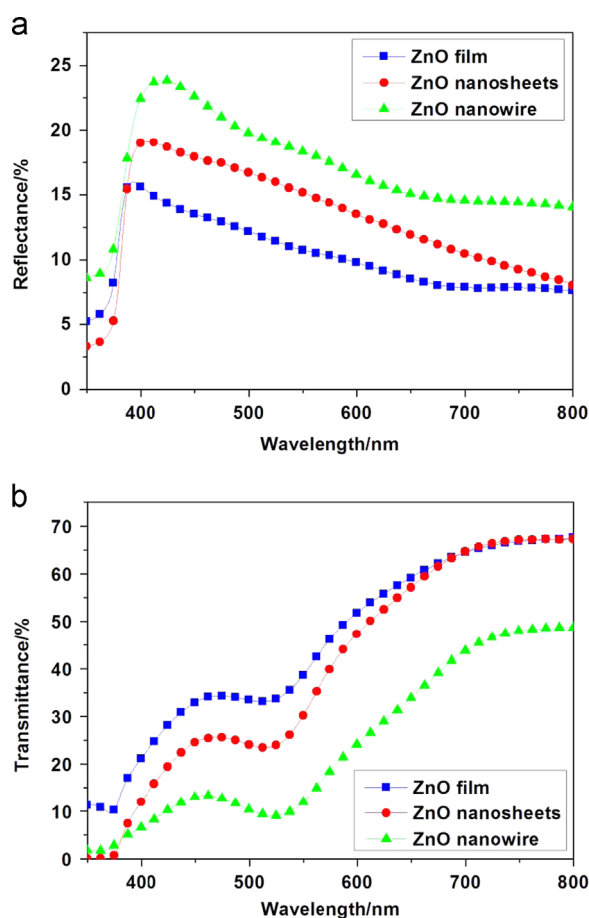 a
ZnO film
ZnO nanosheets
ZnO nanowire
25
20
15
10
5
0
Reflectance/%
400 500 600 700 800
Wavelength/nm
b
70
60
50
40
30
20
10
0
Transmittance/%
ZnO film
ZnO nanosheets
ZnO nanowire
400 500 600 700 800
Wavelength/nm